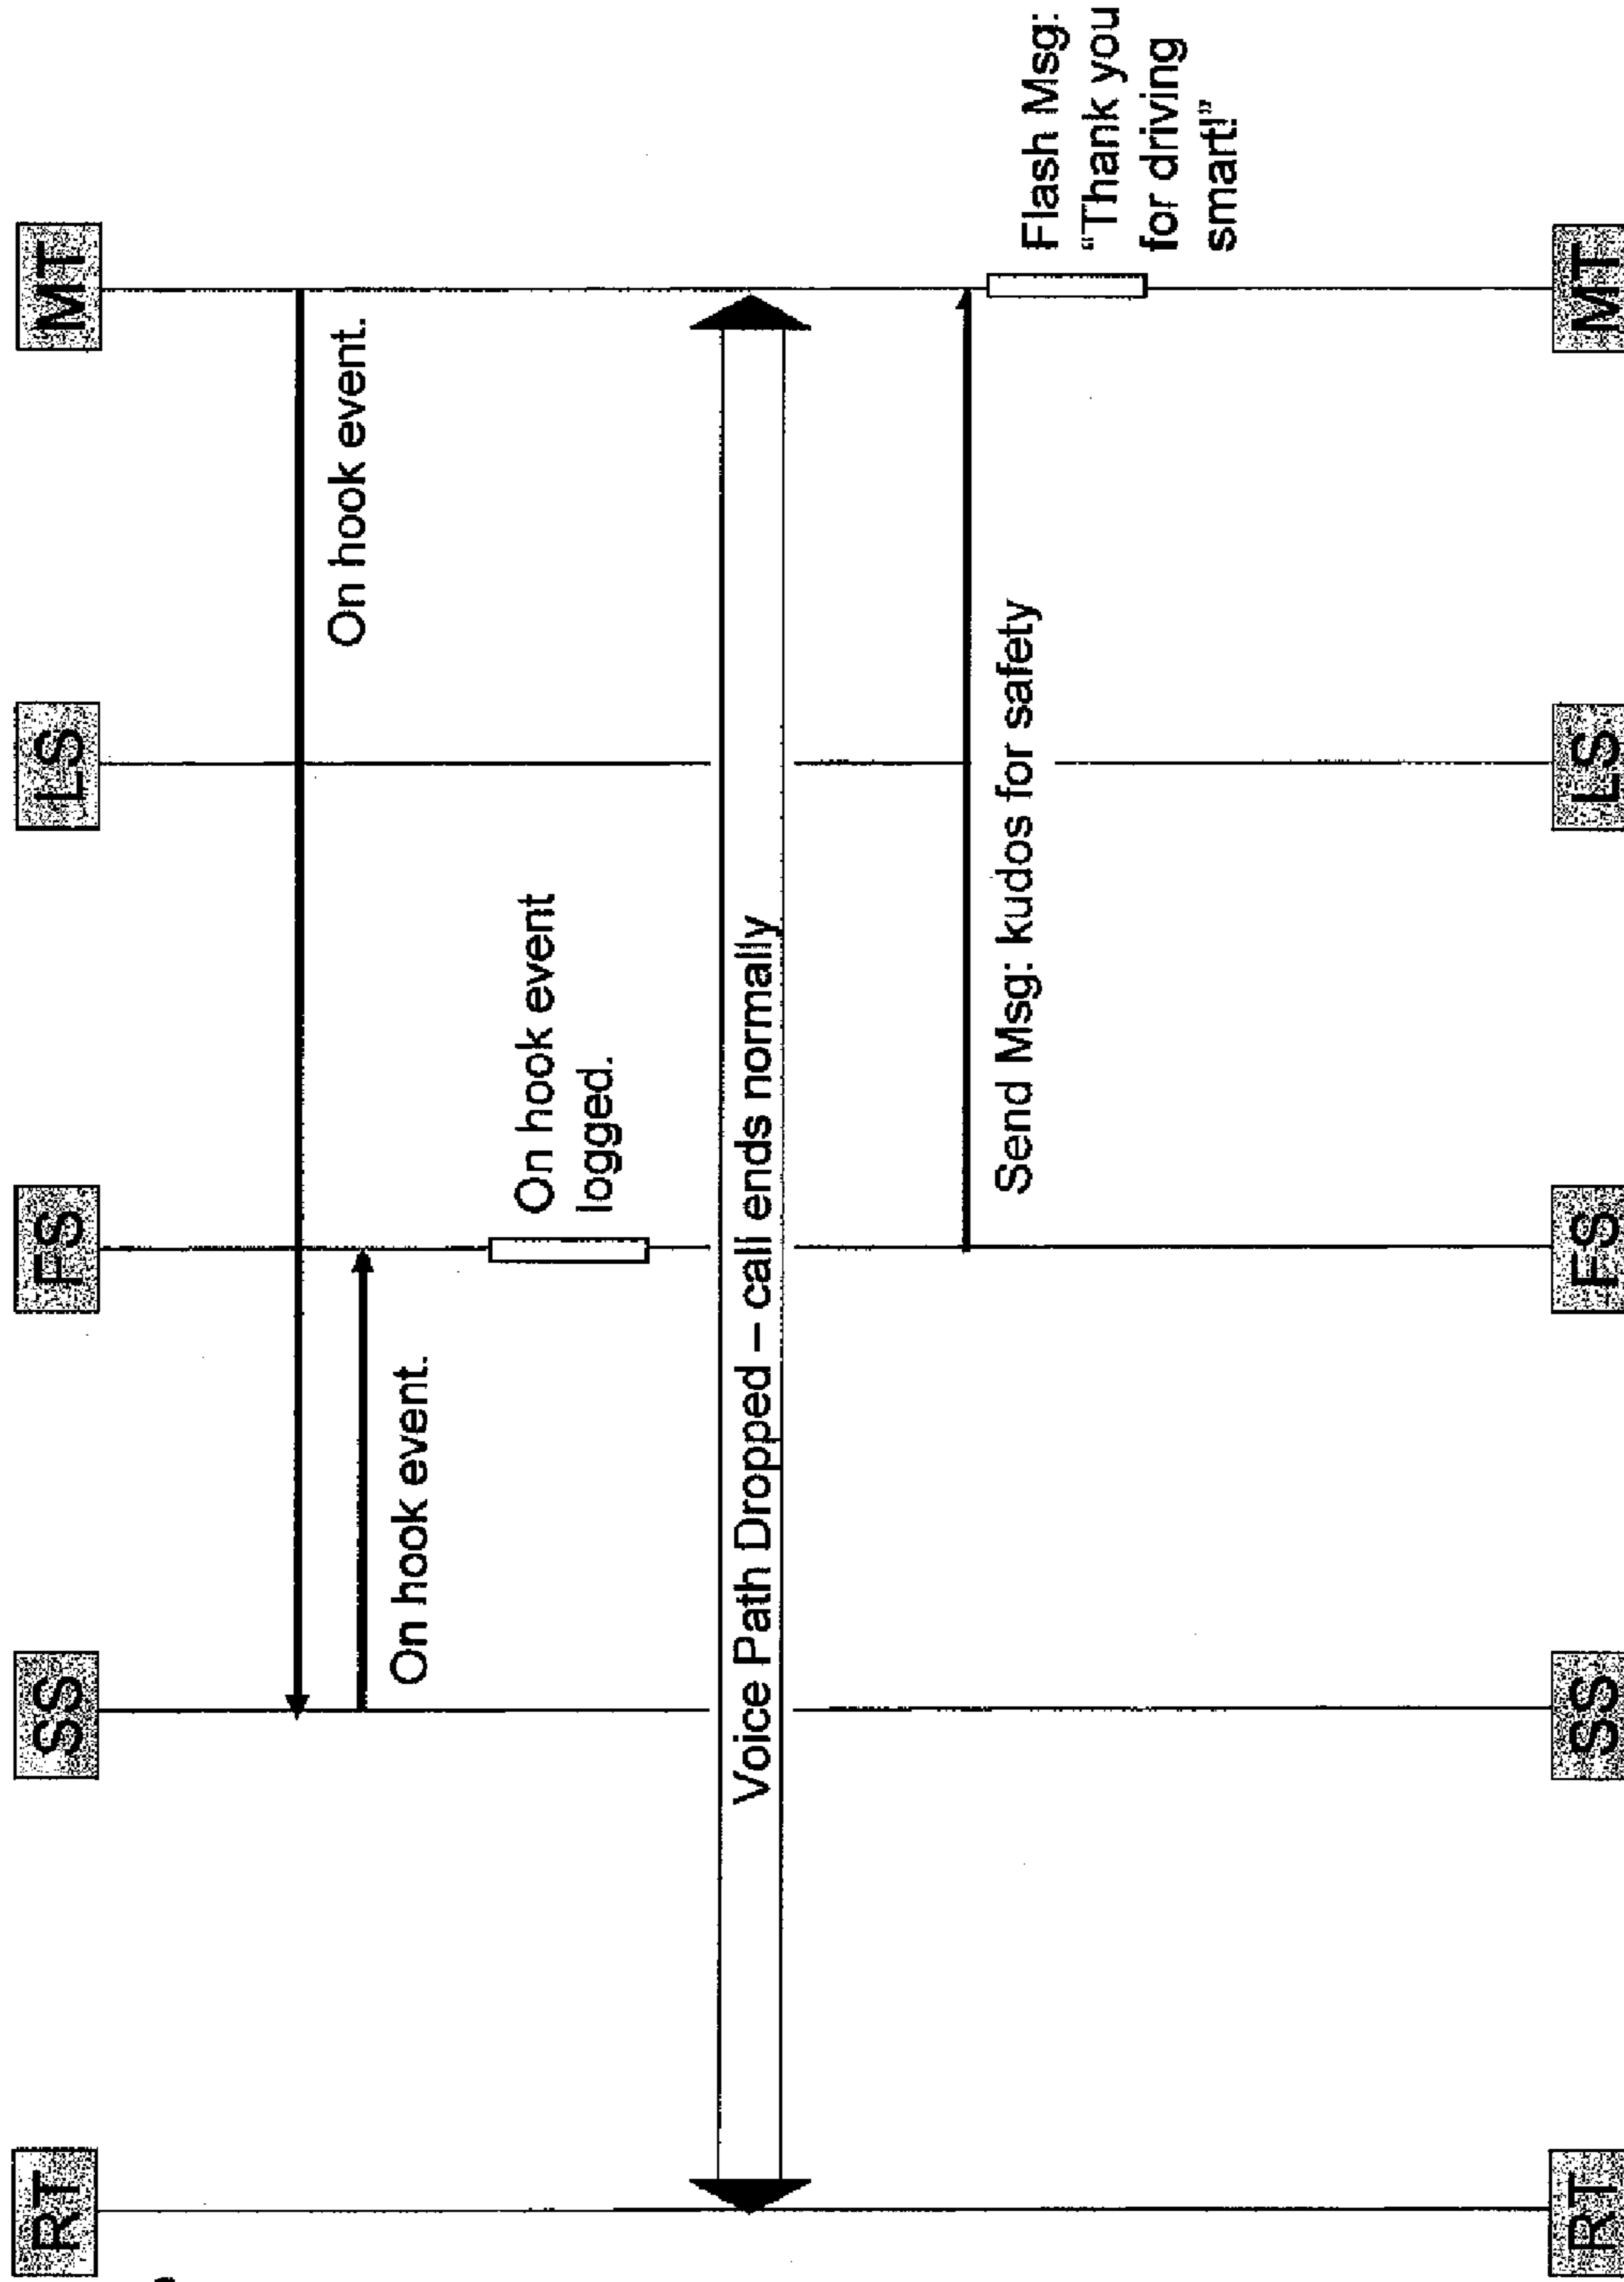 RT SS FS LS MT
On hook event.
On hook event.
On hook event
logged.
Voice Path Dropped – call ends normally
Send Msg: kudos for safety
Flash Msg:
“Thank you
for driving
smart!”
RT SS FS LS MT